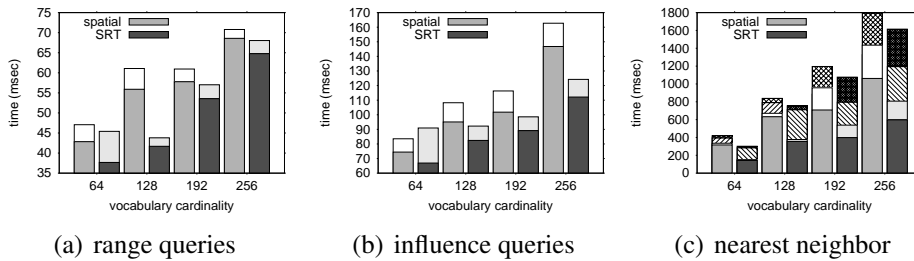 time (msec)
75
70
65
60
55
50
45
40
35
spatial
SRT
64 128 192 256
vocabulary cardinality
(a) range queries
time (msec)
170
160
150
140
130
120
110
100
90
80
70
60
spatial
SRT
64 128 192 256
vocabulary cardinality
(b) influence queries
time (msec)
1800
1600
1400
1200
1000
800
600
400
200
0
spatial
SRT
64 128 192 256
vocabulary cardinality
(c) nearest neighbor